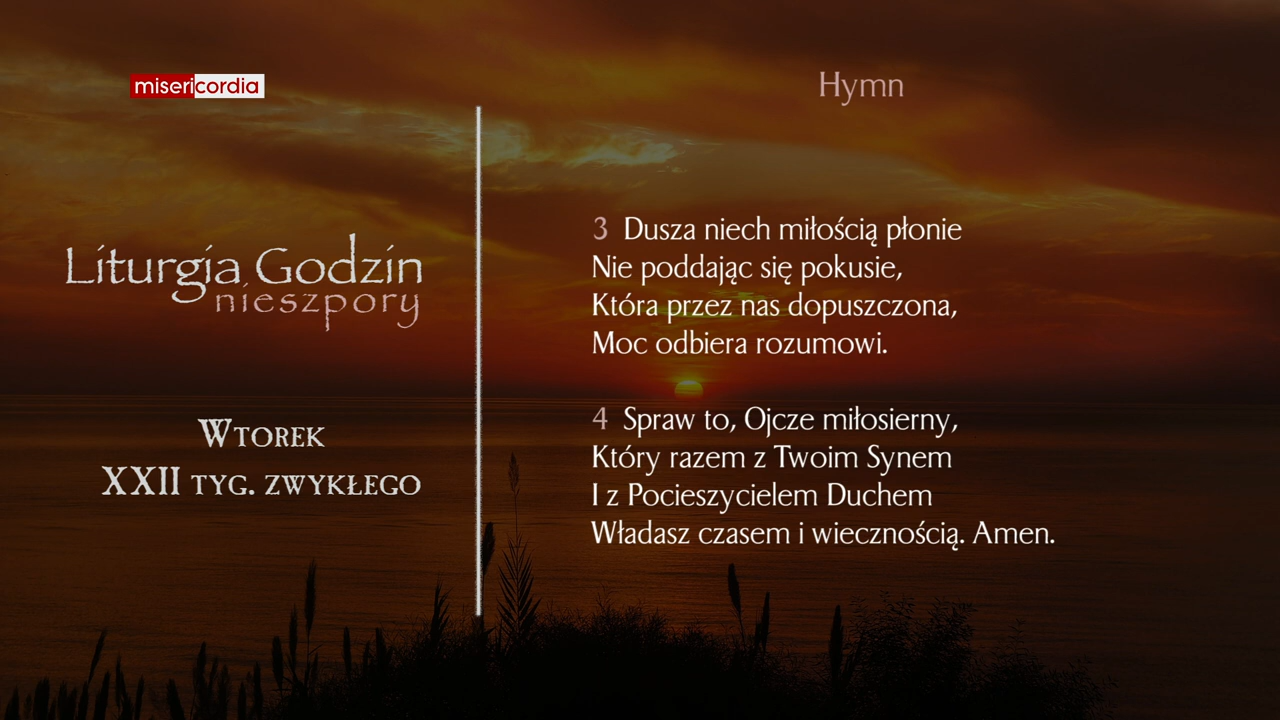 misericordia
Liturgia Godzin
nieszpory
Wtorek
XXII tyg. zwykłego
Hymn
3 Dusza niech miłością płonie
Nie poddając się pokusie,
Która przez nas dopuszczona,
Moc odbiera rozumowi.
4 Spraw to, Ojcze miłosierny,
Który razem z Twoim Synem
I z Pocieszycielem Duchem
Władasz czasem i wiecznością. Amen.